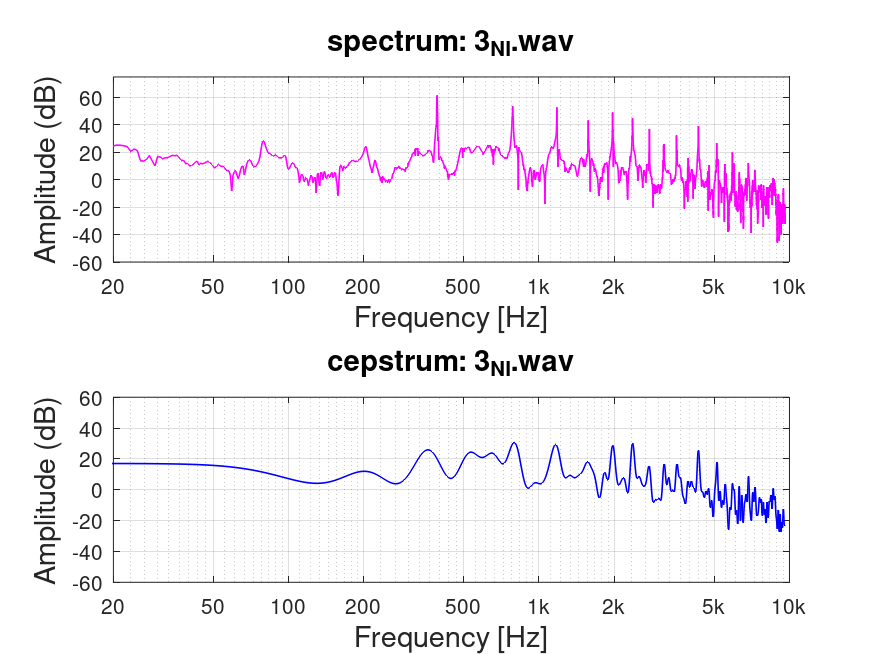 spectrum: 3NI.wav
Amplitude (dB)
60
40
20
0
-20
-40
-60
20 50 100 200 500 1k 2k 5k 10k
Frequency [Hz]
cepstrum: 3NI.wav
Amplitude (dB)
60
40
20
0
-20
-40
-60
20 50 100 200 500 1k 2k 5k 10k
Frequency [Hz]